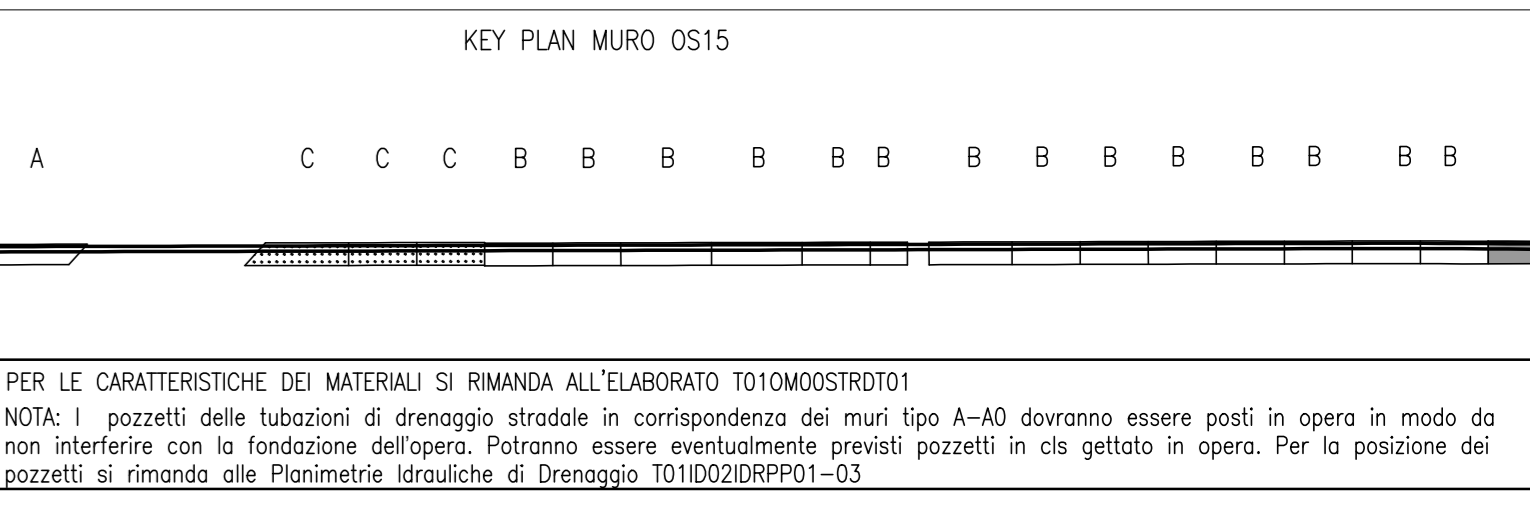 KEY PLAN MURO OS15
A C C C B B B B B B B B B B B B B B
PER LE CARATTERISTICHE DEI MATERIALI SI RIMANDA ALL'ELABORATO T01OM00STRDT01
NOTA: I pozzetti delle tubazioni di drenaggio stradale in corrispondenza dei muri tipo A-A0 dovranno essere posti in opera in modo da
non interferire con la fondazione dell'opera. Potranno essere eventualmente previsti pozzetti in cls gettato in opera. Per la posizione dei
pozzetti si rimanda alle Planimetrie Idrauliche di Drenaggio T01ID02IDRPP01-03